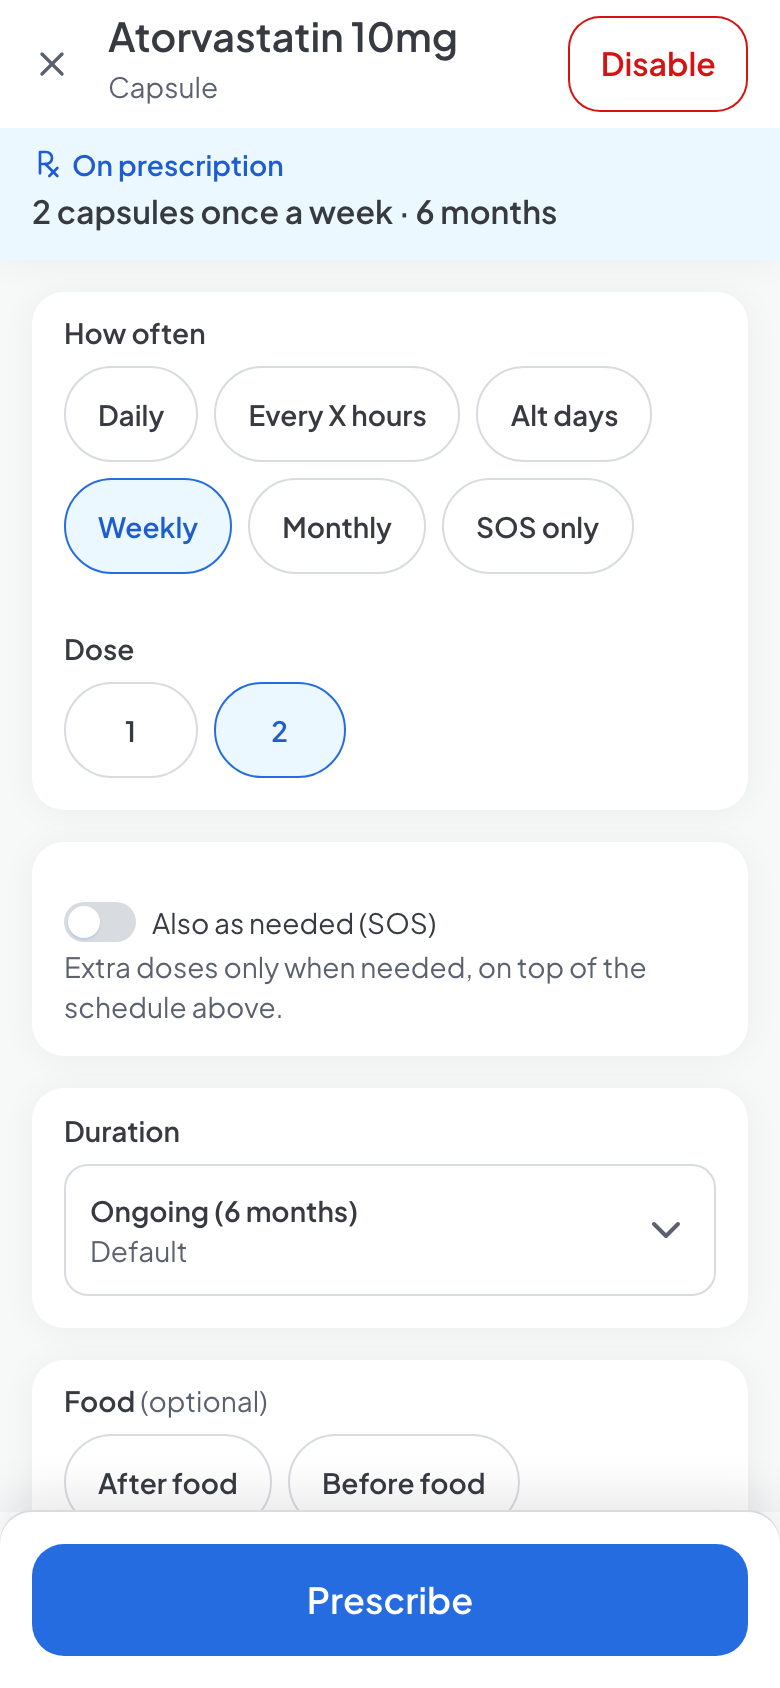 Atorvastatin 10mg
Capsule
Disable
On prescription
2 capsules once a week · 6 months
How often
Daily
Every X hours
Alt days
Weekly
Monthly
SOS only
Dose
1
2
Also as needed (SOS)
Extra doses only when needed, on top of the
schedule above.
Duration
Ongoing (6 months)
Default
Food (optional)
After food
Before food
Prescribe